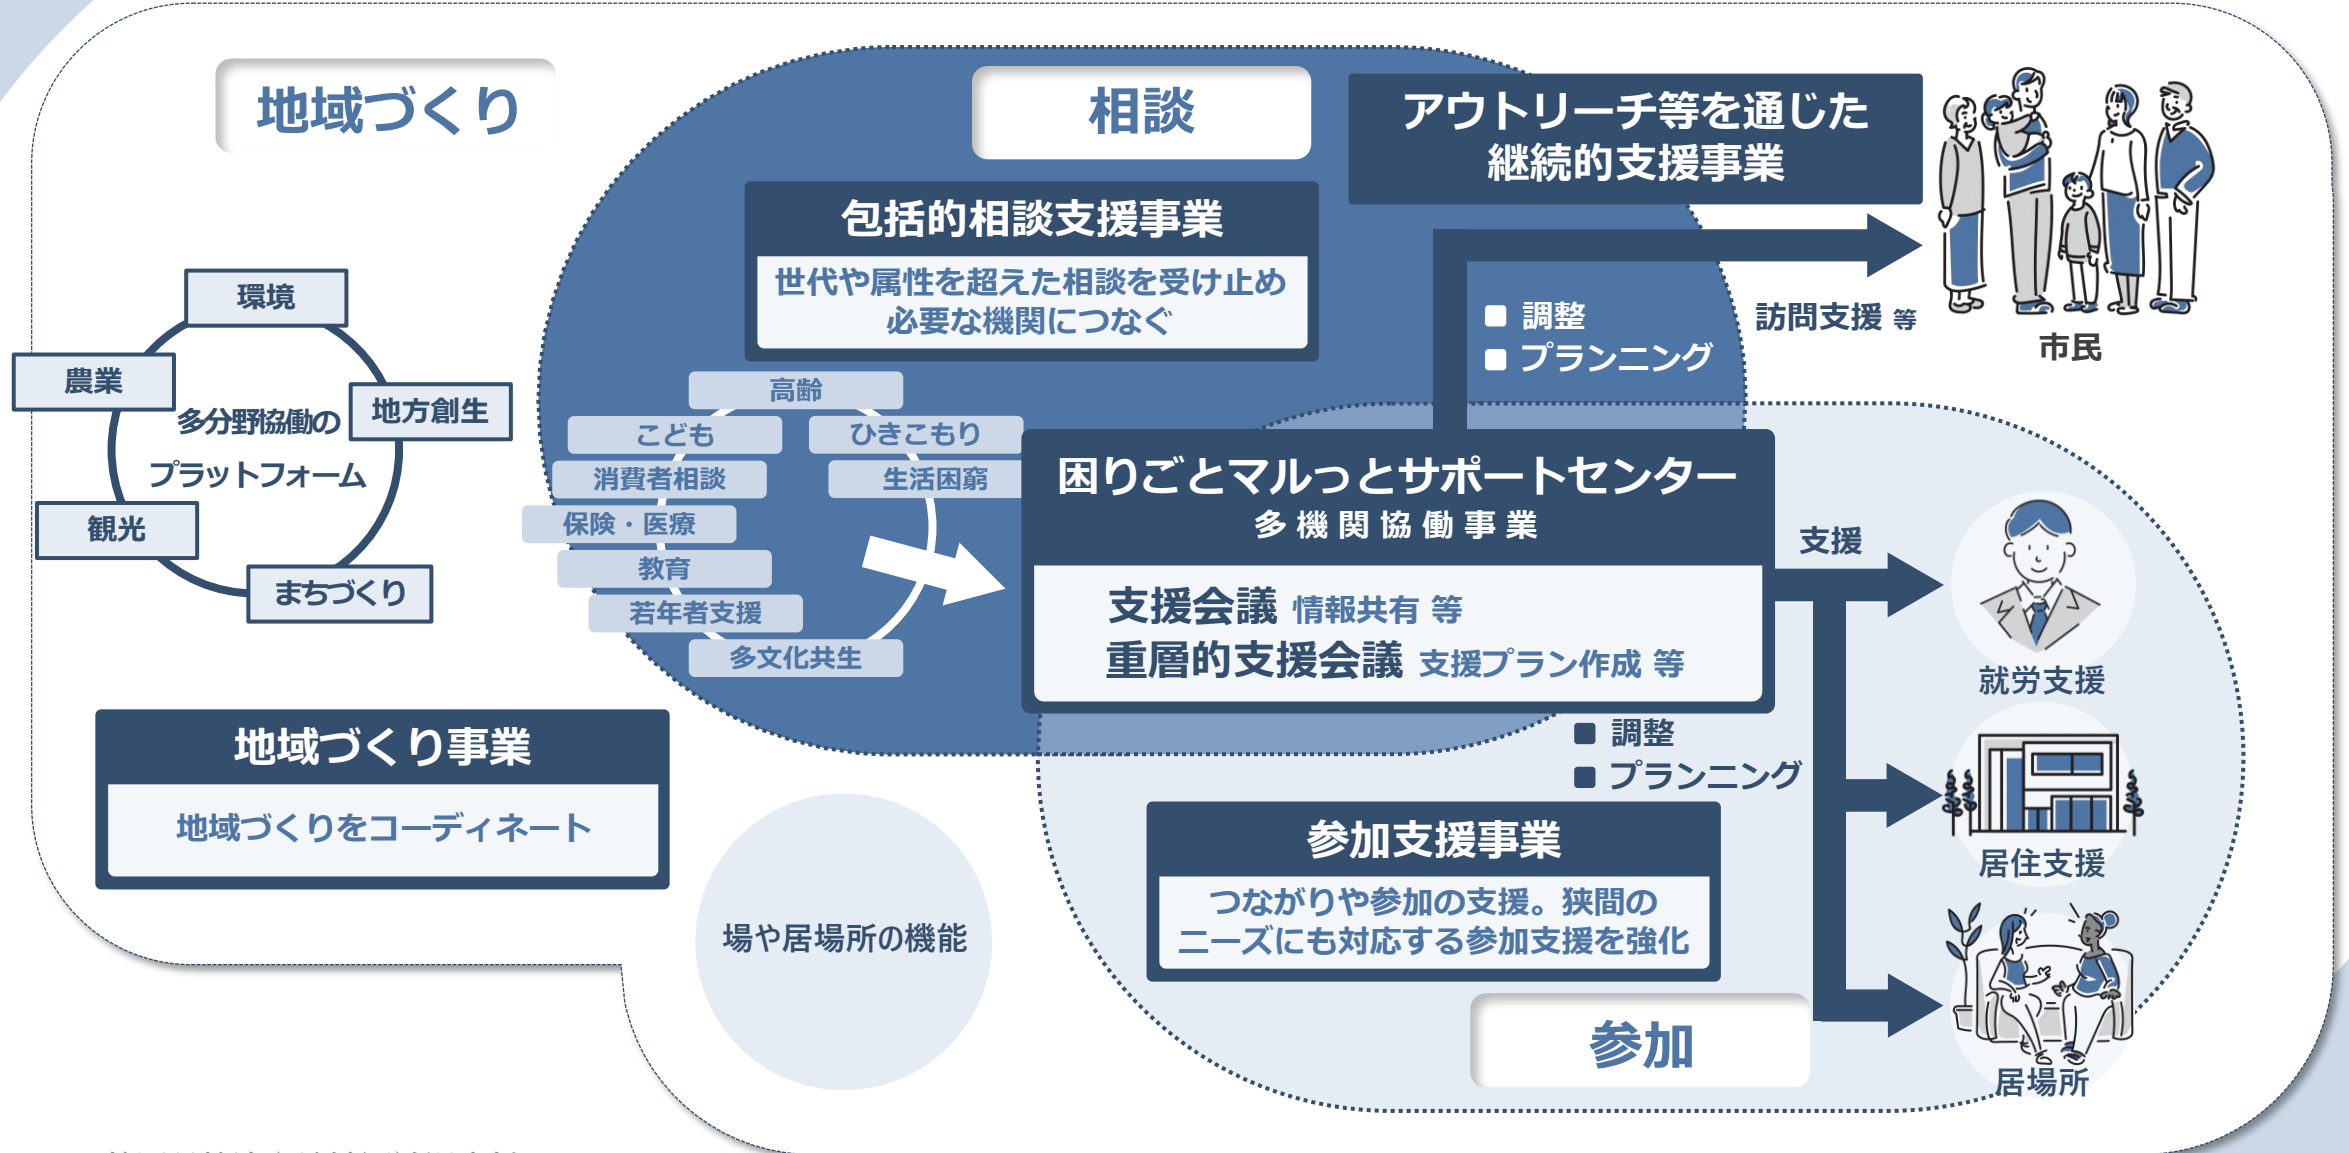 地域づくり
相談
アウトリーチ等を通じた
継続的支援事業
包括的相談支援事業
世代や属性を超えた相談を受け止め
必要な機関につなぐ
調整
プランニング
訪問支援 等
市民
環境
農業
地方創生
多分野協働の
プラットフォーム
観光
まちづくり
高齢
こども
ひきこもり
消費者相談
生活困窮
保険・医療
教育
若年者支援
多文化共生
困りごとマルっとサポートセンター
多機関協働事業
支援会議 情報共有 等
重層的支援会議 支援プラン作成 等
支援
就労支援
調整
プランニング
居住支援
地域づくり事業
地域づくりをコーディネート
場や居場所の機能
参加支援事業
つながりや参加の支援。狭間の
ニーズにも対応する参加支援を強化
参加
居場所